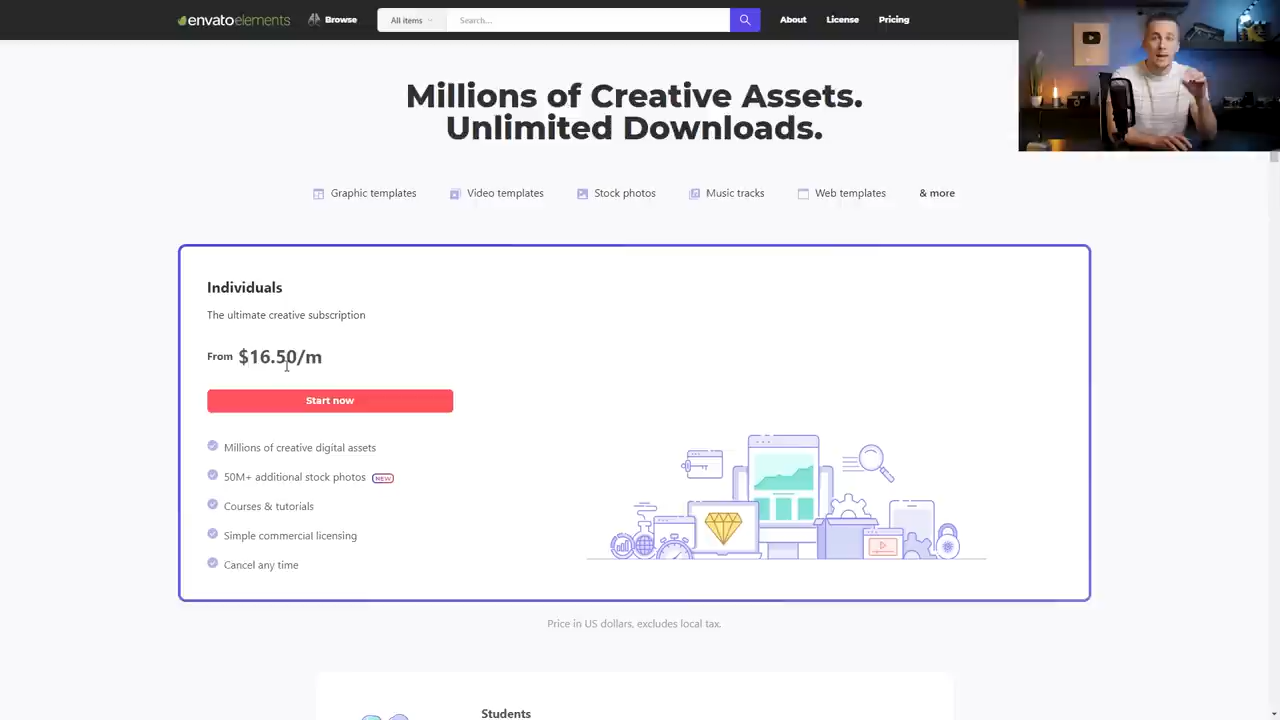 envatoelements
Browse
All items
Search...
About
License
Pricing
Millions of Creative Assets.
Unlimited Downloads.
Graphic templates
Video templates
Stock photos
Music tracks
Web templates
& more
Individuals
The ultimate creative subscription
From $16.50/m
Start now
Millions of creative digital assets
50M+ additional stock photos NEW
Courses & tutorials
Simple commercial licensing
Cancel any time
Price in US dollars, excludes local tax.
Students